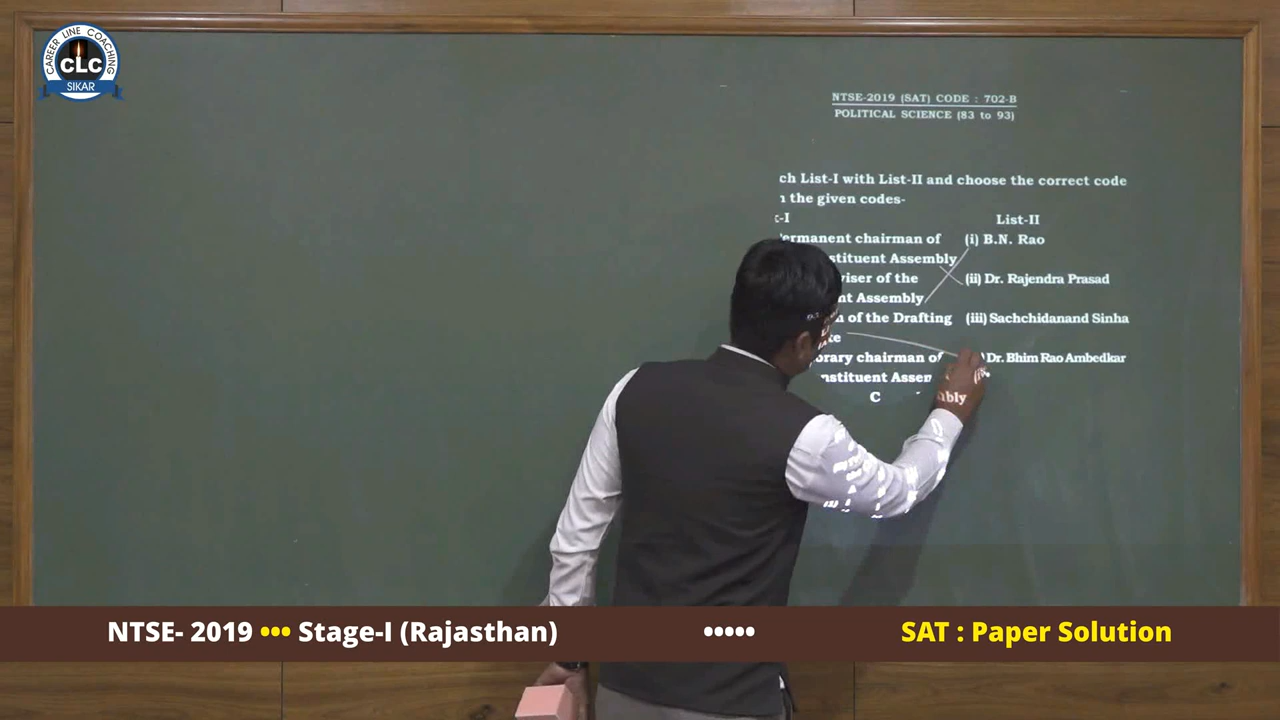 CAREER LINE COACHING
CLC
SIKAR
NTSE-2019 (SAT) CODE : 702-B
POLITICAL SCIENCE (83 to 93)
ch List-I with List-II and choose the correct code
the given codes-
-I List-II
ermanent chairman of (i) B.N. Rao
stituent Assembly
viser of the (ii) Dr. Rajendra Prasad
nt Assembly
of the Drafting (iii) Sachchidanand Sinha
te
orary chairman of ) Dr. Bhim Rao Ambedkar
nstituent Assem
C bly
NTSE- 2019 ••• Stage-I (Rajasthan) ••••• SAT : Paper Solution